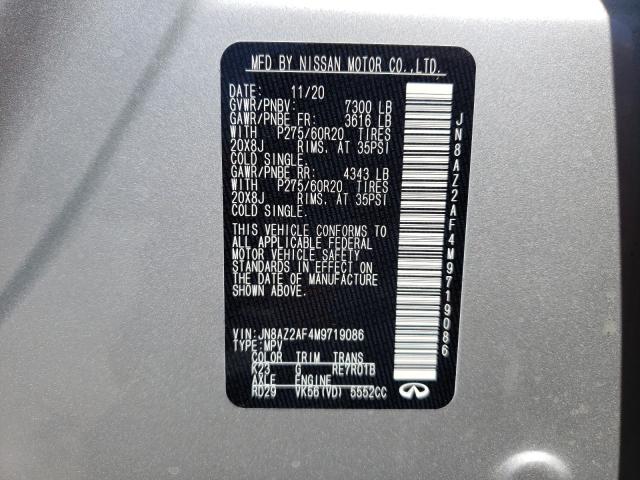 MFD BY NISSAN MOTOR CO.,LTD.
DATE: 11/20
GVWR/PNBV: 7300 LB
GAWR/PNBE FR: 3616 LB
WITH P275/60R20 TIRES
20X8J RIMS, AT 35PSI
COLD SINGLE.
GAWR/PNBE RR: 4343 LB
WITH P275/60R20 TIRES
20X8J RIMS, AT 35PSI
COLD SINGLE.
THIS VEHICLE CONFORMS TO
ALL APPLICABLE FEDERAL
MOTOR VEHICLE SAFETY
STANDARDS IN EFFECT ON
THE DATE OF MANUFACTURE
SHOWN ABOVE.
VIN:JN8AZ2AF4M9719086
TYPE:MPV
COLOR TRIM TRANS
K23 G RE7R01B
AXLE ENGINE
RD29 VK56(VD) 5552CC
JN8AZ2AF4M9719086
INFINITI